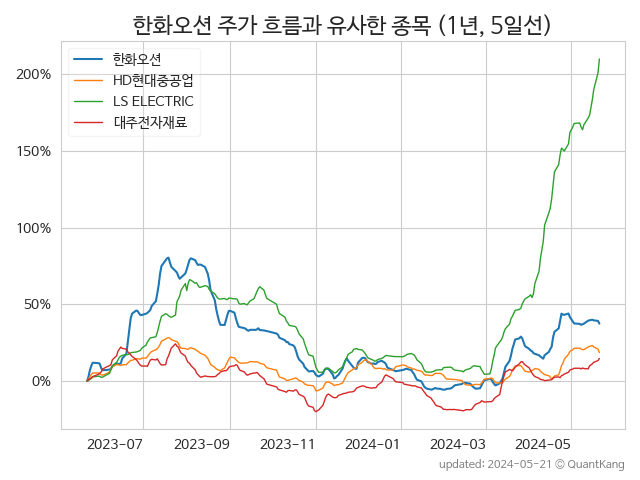 한화오션 주가 흐름과 유사한 종목 (1년, 5일선)
한화오션
HD현대중공업
LS ELECTRIC
대주전자재료
200%
150%
100%
50%
0%
2023-07 2023-09 2023-11 2024-01 2024-03 2024-05
updated: 2024-05-21 © QuantKang